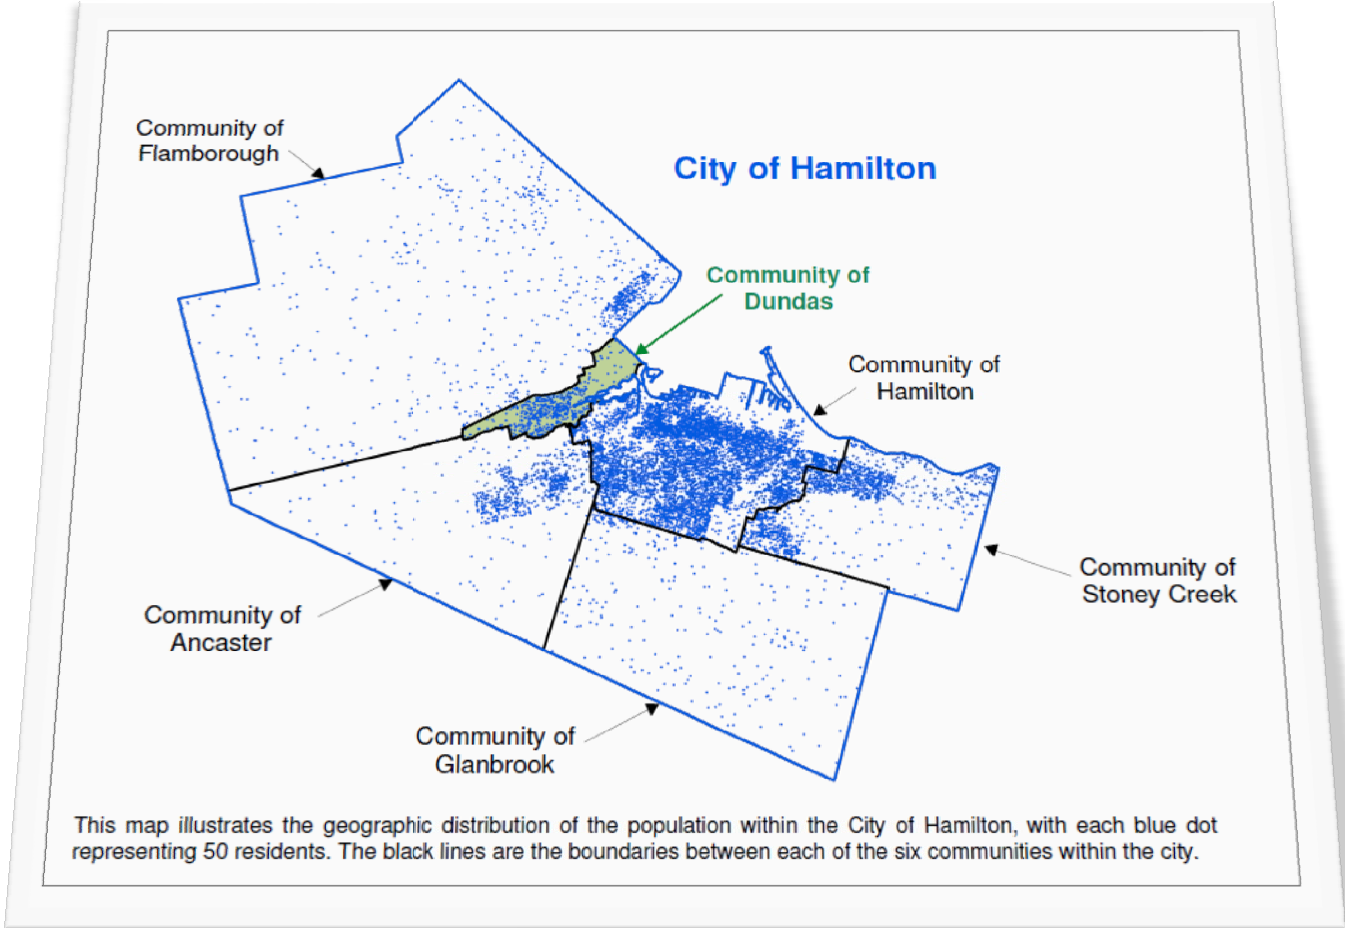 Community of
Flamborough
City of Hamilton
Community of
Dundas
Community of
Hamilton
Community of
Stoney Creek
Community of
Ancaster
Community of
Glanbrook
This map illustrates the geographic distribution of the population within the City of Hamilton, with each blue dot
representing 50 residents. The black lines are the boundaries between each of the six communities within the city.